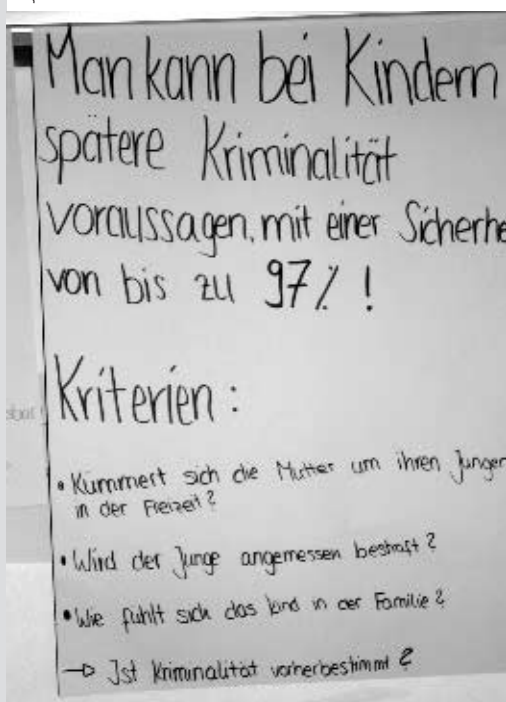 Man kann bei Kindern
spätere Kriminalität
voraussagen, mit einer Sicherhe
von bis zu 97% !
Kriterien :
• Kümmert sich die Mutter um ihren Jungen
in der Freizeit ?
• Wird der Junge angemessen bestraft ?
• Wie fühlt sich das Kind in der Familie ?
→ Ist Kriminalität vorherbestimmt ?